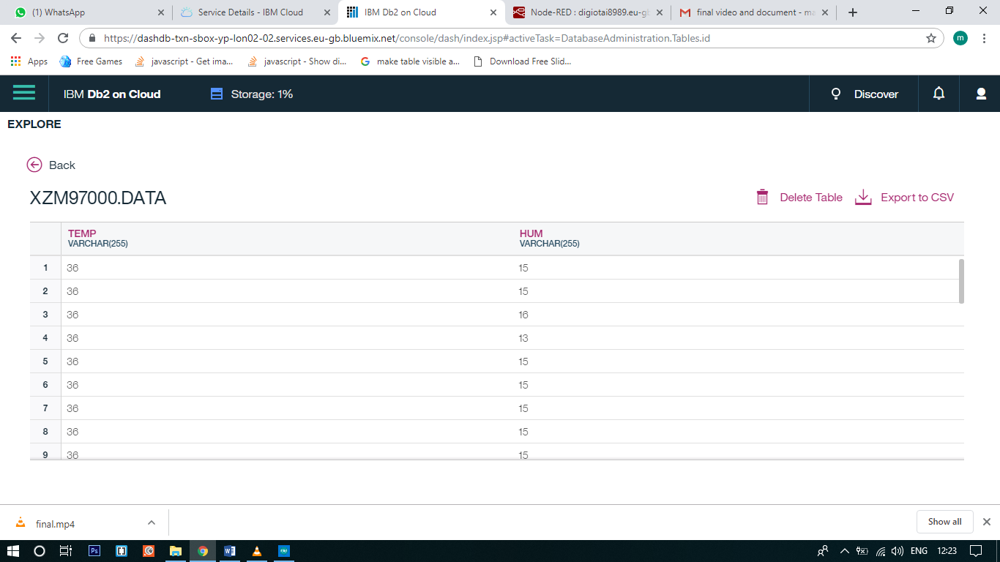 (1) WhatsApp
Service Details - IBM Cloud
IBM Db2 on Cloud
Node-RED : digiotai8989.eu-gb
final video and document - ma
https://dashdb-txn-sbox-yp-lon02-02.services.eu-gb.bluemix.net/console/dash/index.jsp#activeTask=DatabaseAdministration.Tables.id
m
Apps
Free Games
javascript - Get ima...
javascript - Show di...
make table visible a...
Download Free Slid...
IBM Db2 on Cloud
Storage: 1%
Discover
EXPLORE
Back
XZM97000.DATA
Delete Table
Export to CSV
TEMP HUM
VARCHAR(255) VARCHAR(255)
1 36 15
2 36 15
3 36 16
4 36 13
5 36 15
6 36 15
7 36 15
8 36 15
9 36 15
final.mp4
Show all
Ps
ENG
12:23